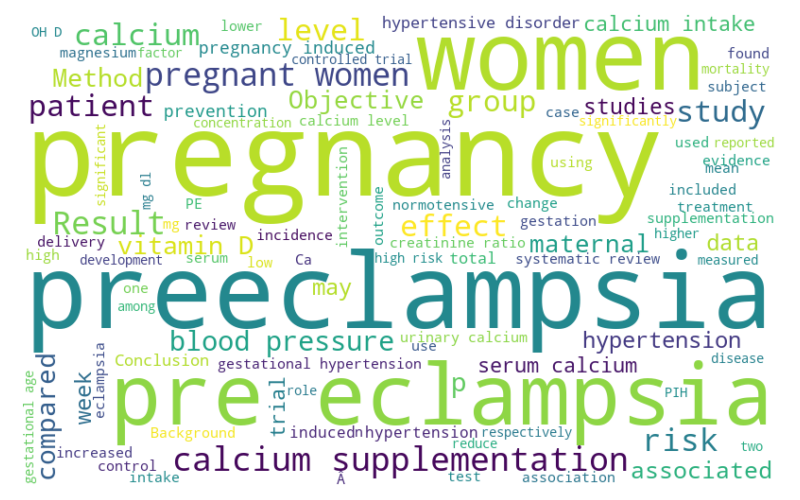 OH D
lower
hypertensive disorder
calcium intake
calcium
level
women
magnesium
factor
pregnancy induced
controlled trial
found
Method
pregnant women
mortality
subject
patient
prevention
Objective
group
case
studies
study
significantly
concentration
calcium level
significant
pregnancy
analysis
used
reported
evidence
using
mean
mg dl
intervention
included
PE
normotensive
change
treatment
outcome
supplementation
Result
mg
review
effect
gestation
higher
delivery
vitamin D
incidence
creatinine ratio
maternal
data
high
development
serum
low
Ca
high risk
total
systematic review
measured
preeclampsia
one
may
among
blood pressure
urinary calcium
hypertension
use
compared
week
eclampsia
Conclusion
gestational hypertension
serum calcium
disease
gestational age
pre eclampsia
trial
role
p
PIH
Background
induced
n
hypertension
respectively
risk
two
reduce
increased
control
calcium supplementation
associated
intake
Â
test
association